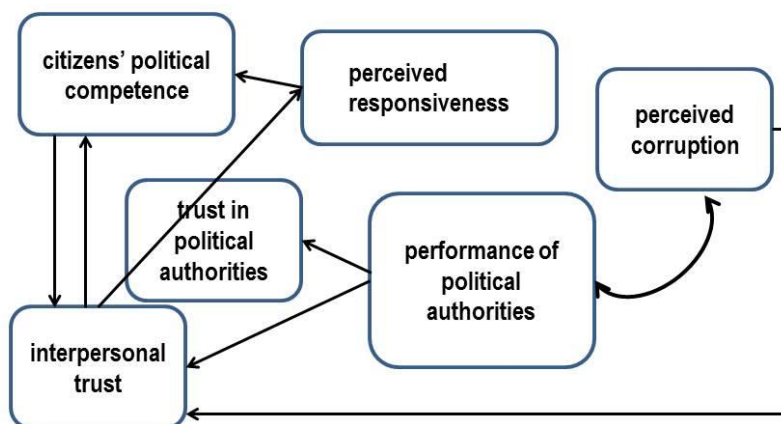 citizens' political
competence
perceived
responsiveness
perceived
corruption
trust in
political
authorities
performance of
political
authorities
interpersonal
trust